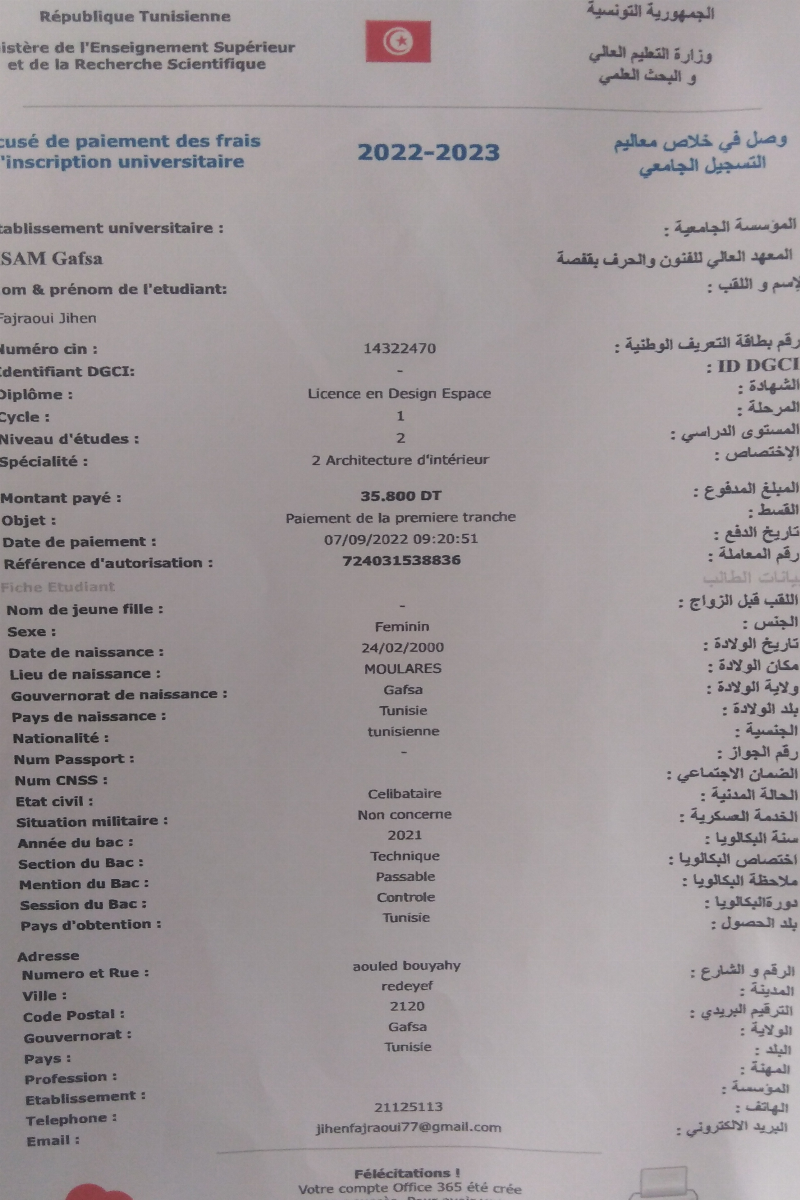 République Tunisienne
الجمهورية التونسية
istère de l'Enseignement Supérieur
et de la Recherche Scientifique
وزارة التعليم العالي
و البحث العلمي
cusé de paiement des frais
'inscription universitaire
2022-2023
وصل في خلاص معاليم
التسجيل الجامعي
tablissement universitaire :
المؤسسة الجامعية :
SAM Gafsa
المعهد العالي للفنون والحرف بقفصة
om & prénom de l'etudiant:
لإسم و اللقب :
Fajraoui Jihen
Numéro cin : 14322470 رقم بطاقة التعريف الوطنية :
Identifiant DGCI: - ID DGCI :
Diplôme : Licence en Design Espace الشهادة :
Cycle : 1 المرحلة :
Niveau d'études : 2 المستوى الدراسي :
Spécialité : 2 Architecture d'intérieur الإختصاص :
Montant payé : 35.800 DT المبلغ المدفوع :
Objet : Paiement de la premiere tranche القسط :
Date de paiement : 07/09/2022 09:20:51 تاريخ الدفع :
Référence d'autorisation : 724031538836 رقم المعاملة :
Fiche Etudiant بيانات الطالب
Nom de jeune fille : - اللقب قبل الزواج :
Sexe : Feminin الجنس :
Date de naissance : 24/02/2000 تاريخ الولادة :
Lieu de naissance : MOULARES مكان الولادة :
Gouvernorat de naissance : Gafsa ولاية الولادة :
Pays de naissance : Tunisie بلد الولادة :
Nationalité : tunisienne الجنسية :
Num Passport : - رقم الجواز :
Num CNSS : الضمان الاجتماعي :
Etat civil : Celibataire الحالة المدنية :
Situation militaire : Non concerne الخدمة العسكرية :
Année du bac : 2021 سنة البكالويا :
Section du Bac : Technique اختصاص البكالويا :
Mention du Bac : Passable ملاحظة البكالويا :
Session du Bac : Controle دورةالبكالويا :
Pays d'obtention : Tunisie بلد الحصول :
Adresse
Numero et Rue : aouled bouyahy الرقم و الشارع :
Ville : redeyef المدينة :
Code Postal : 2120 الترقيم البريدي :
Gouvernorat : Gafsa الولاية :
Pays : Tunisie البلد :
Profession : المهنة :
Etablissement : المؤسسة :
Telephone : 21125113 الهاتف :
Email : jihenfajraoui77@gmail.com البريد الالكتروني :
Félécitations !
Votre compte Office 365 été crée